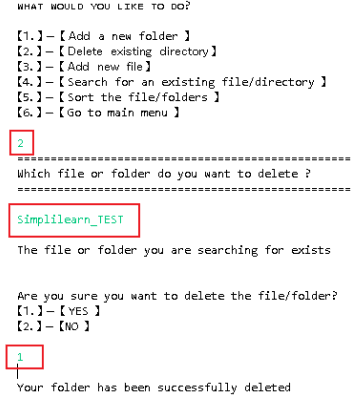 WHAT WOULD YOU LIKE TO DO?
【1.】—【Add a new folder 】
【2.】—【Delete existing directory】
【3.】—【Add new file】
【4.】—【Search for an existing file/directory 】
【5.】—【Sort the file/folders 】
【6.】—【Go to main menu 】
2
==================================================
Which file or folder do you want to delete ?
==================================================
Simplilearn_TEST
The file or folder you are searching for exists
Are you sure you want to delete the file/folder?
【1.】—【YES 】
【2.】—【NO 】
1
Your folder has been successfully deleted